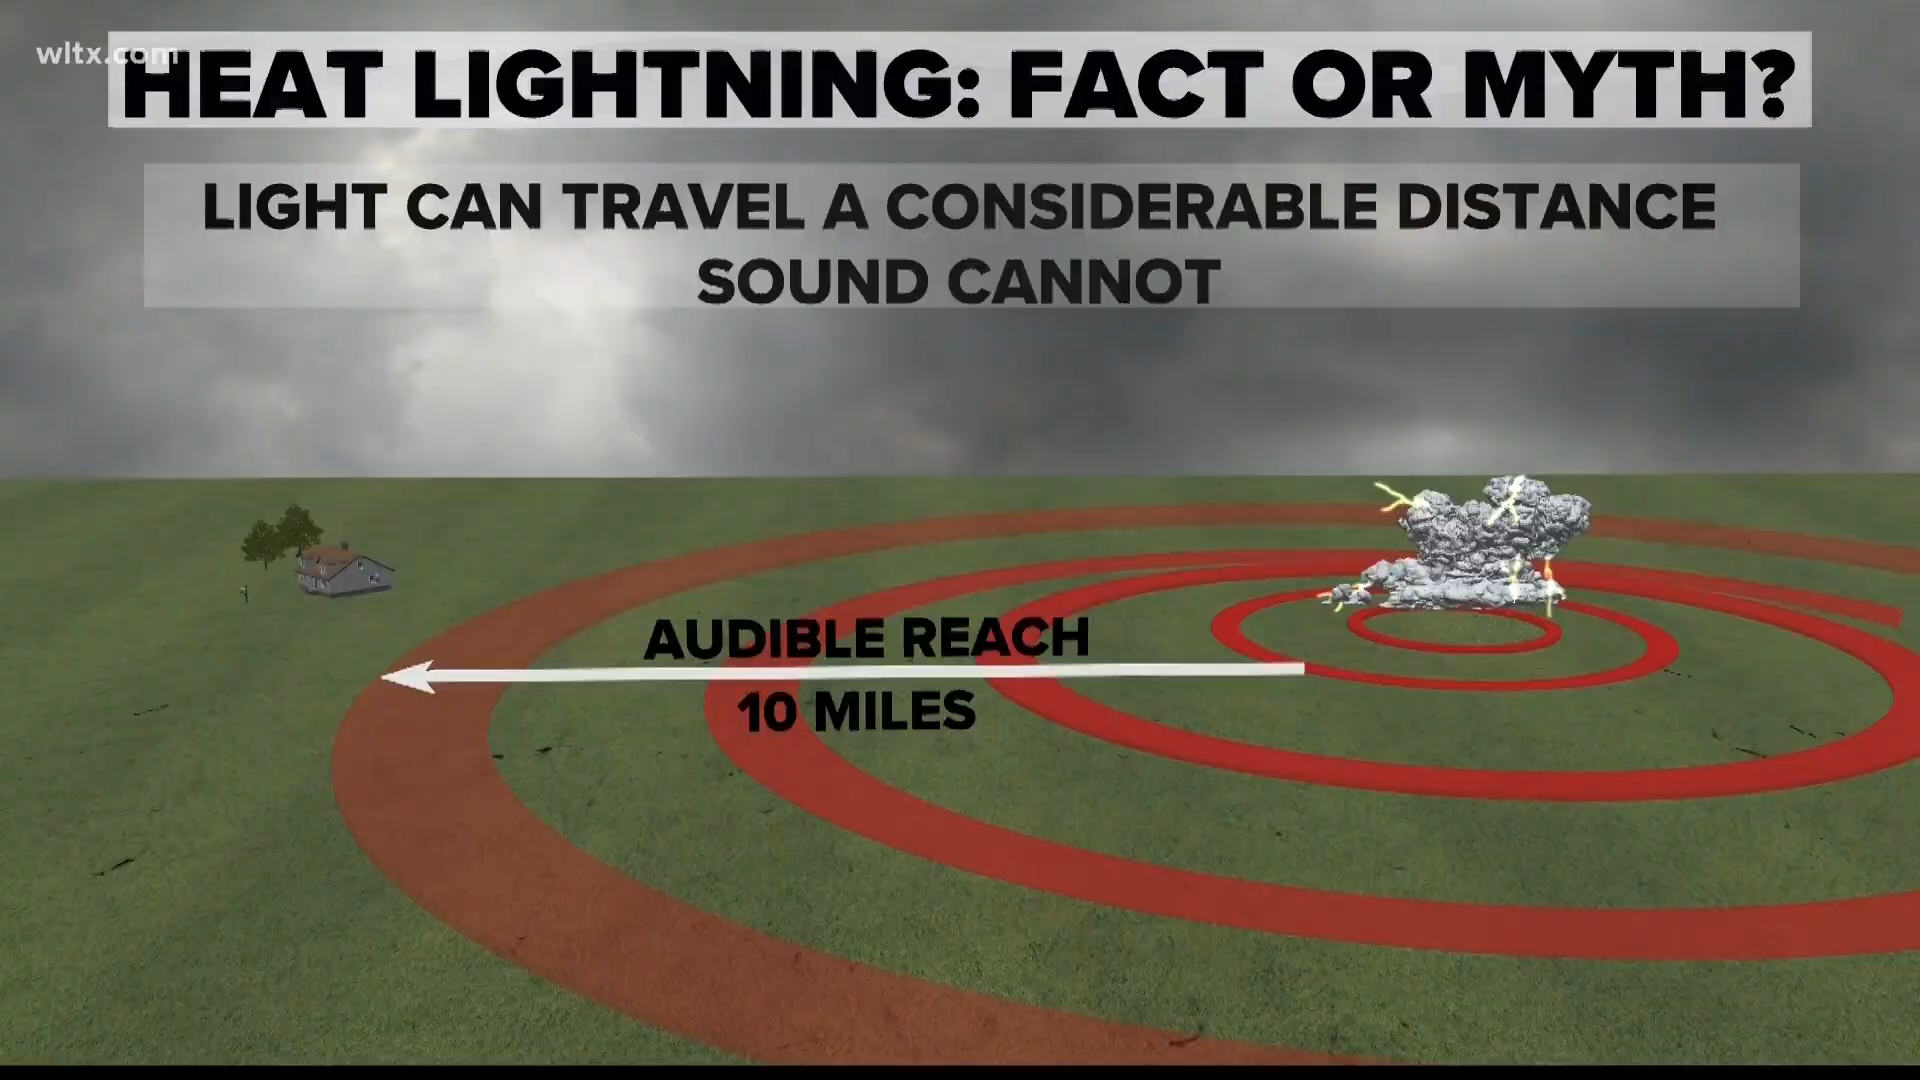 wltx.com
HEAT LIGHTNING: FACT OR MYTH?
LIGHT CAN TRAVEL A CONSIDERABLE DISTANCE
SOUND CANNOT
AUDIBLE REACH
10 MILES